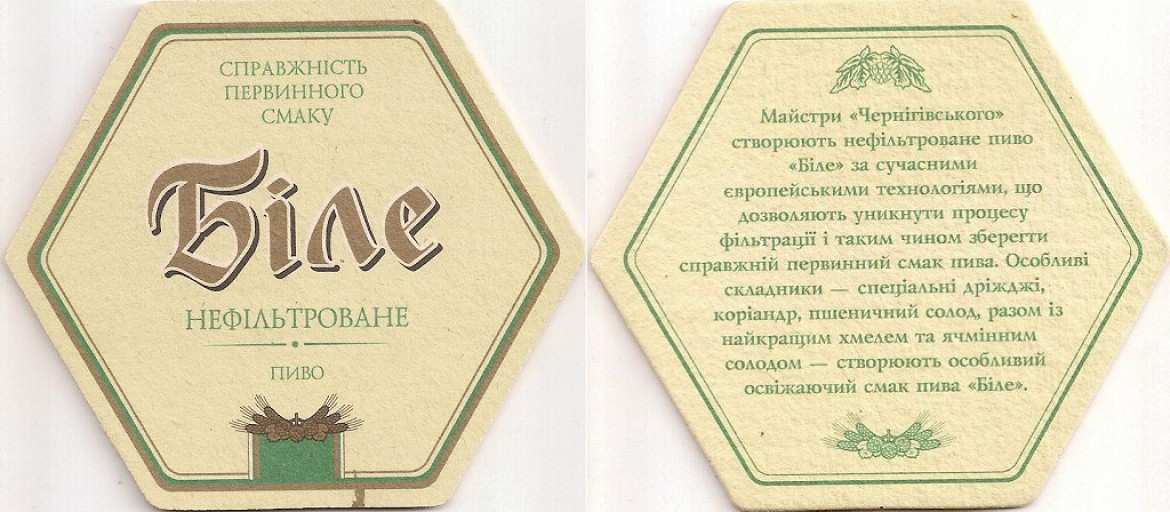 СПРАВЖНІСТЬ
ПЕРВИННОГО
СМАКУ
Біле
НЕФІЛЬТРОВАНЕ
ПИВО
Майстри «Чернігівського»
створюють нефільтроване пиво
«Біле» за сучасними
європейськими технологіями, що
дозволяють уникнути процесу
фільтрації і таким чином зберегти
справжній первинний смак пива. Особливі
складники — спеціальні дріжджі,
коріандр, пшеничний солод, разом із
найкращим хмелем та ячмінним
солодом — створюють особливий
освіжаючий смак пива «Біле».